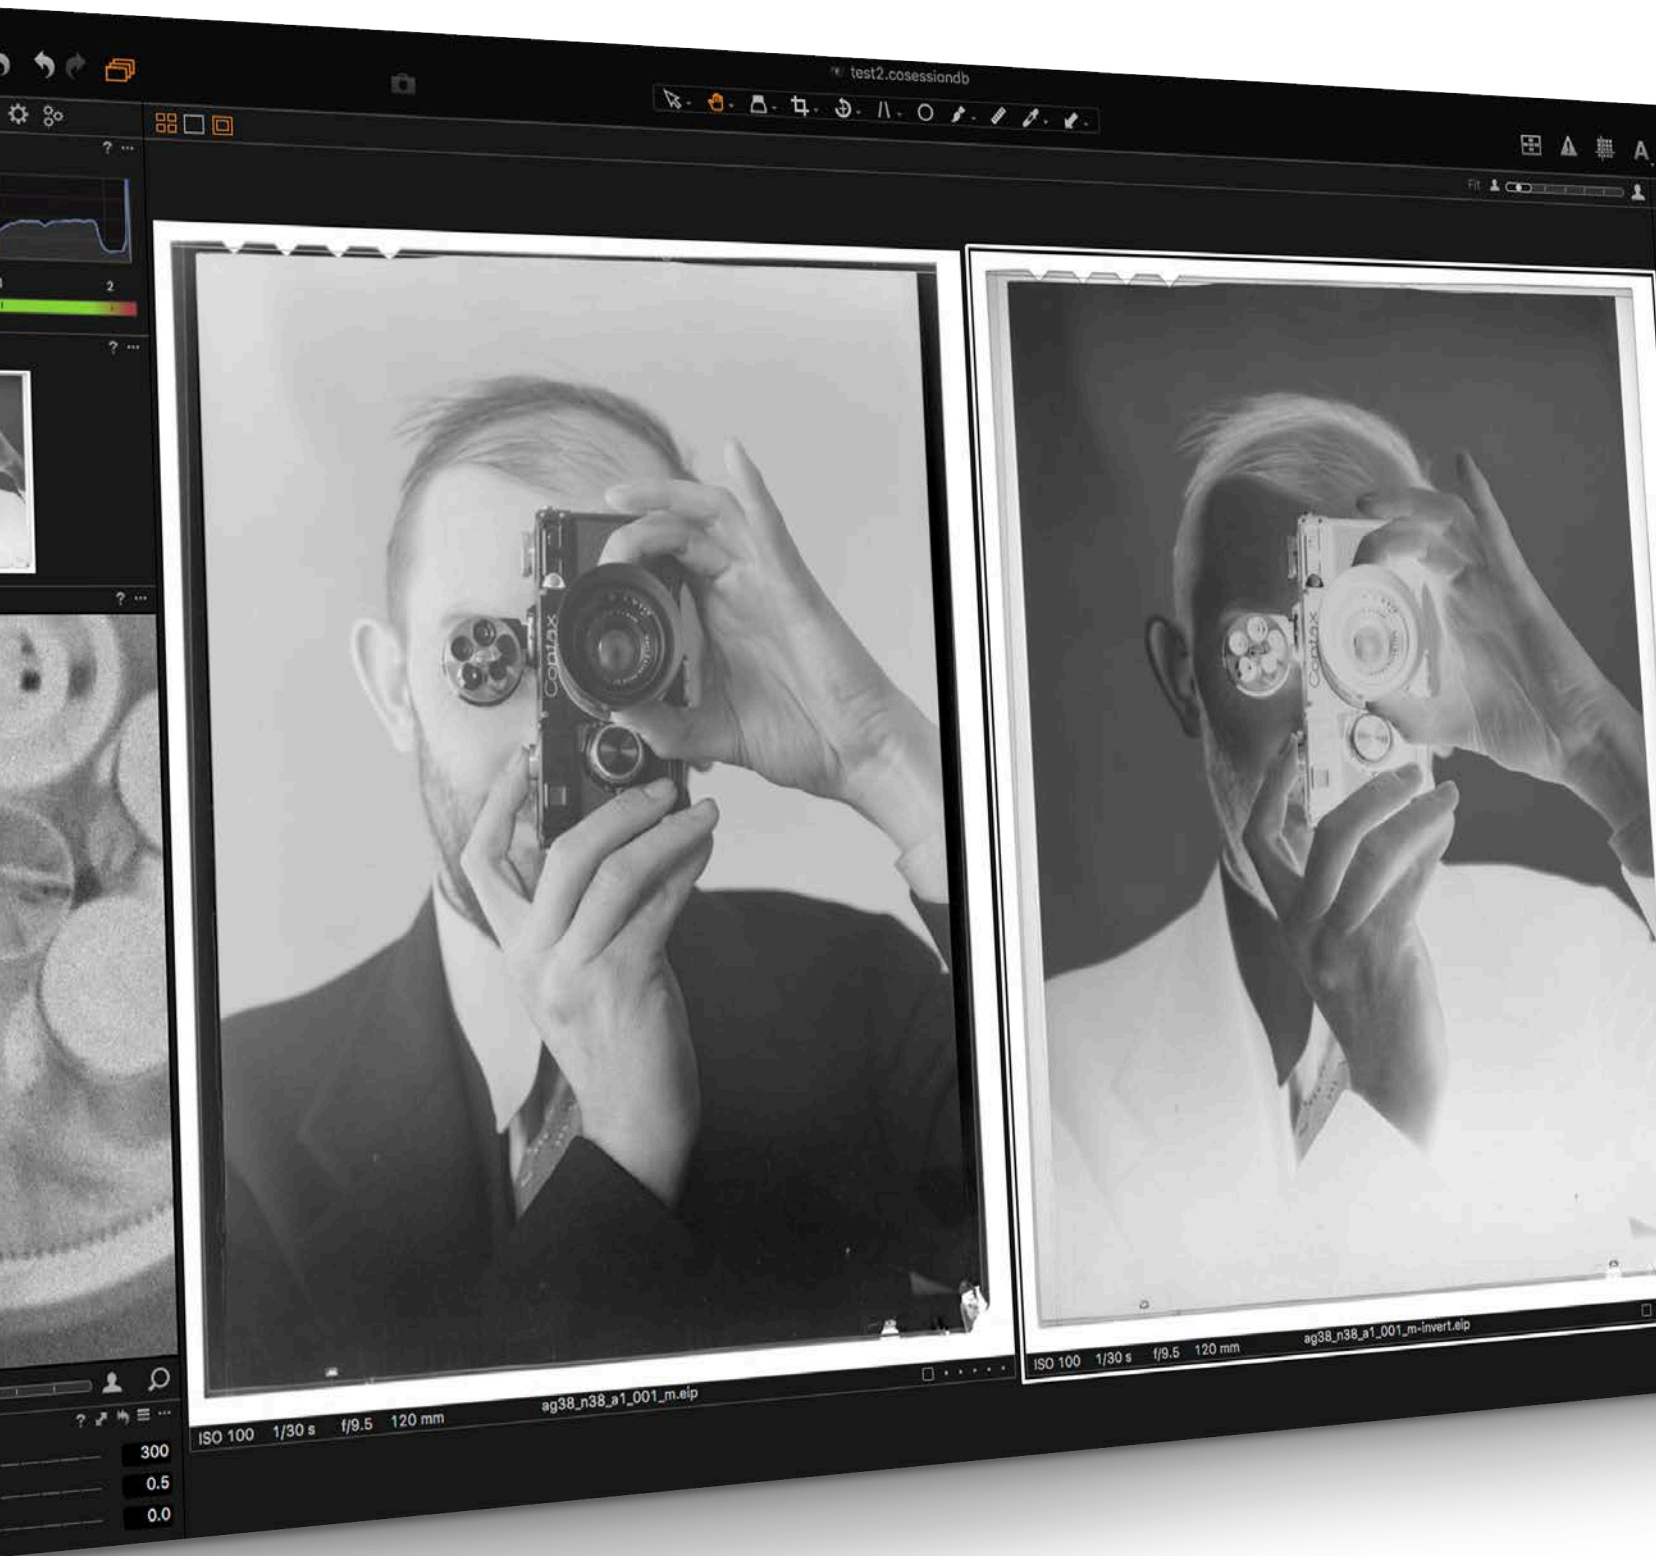 test2.cosessiondb
A
? ...
Fit
2
? ...
? ...
Contax
Contax
ISO 100 1/30 s f/9.5 120 mm ag38_n38_a1_001_m-invert.eip
ISO 100 1/30 s f/9.5 120 mm ag38_n38_a1_001_m.eip
? ...
300
0.5
0.0